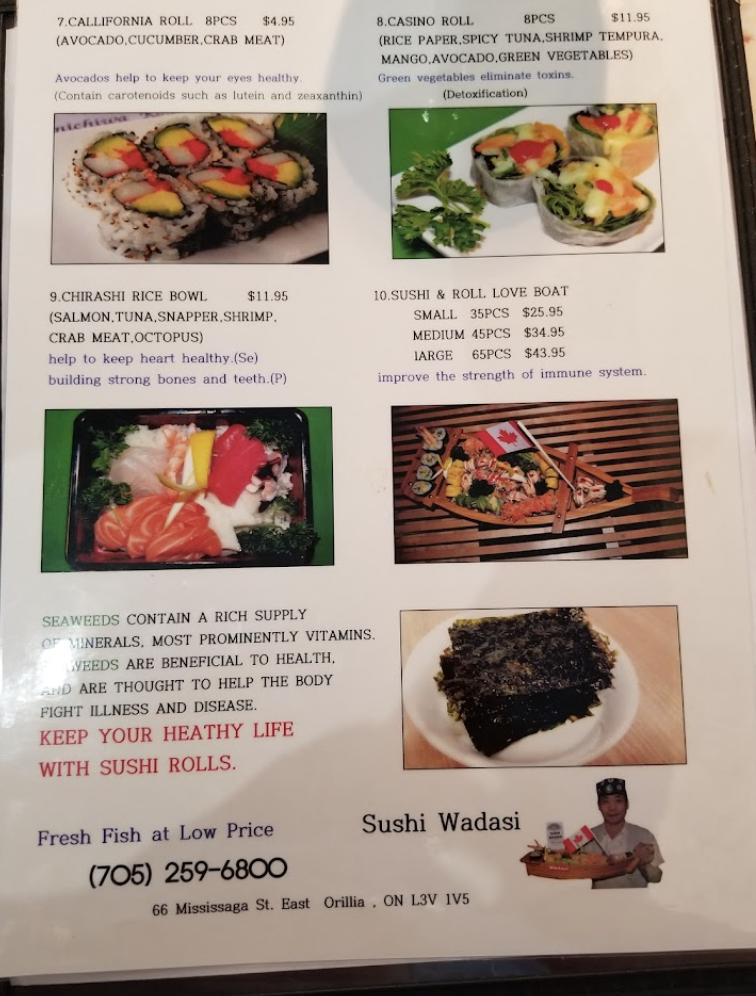 7.CALLIFORNIA ROLL 8PCS $4.95
(AVOCADO,CUCUMBER,CRAB MEAT)
Avocados help to keep your eyes healthy.
(Contain carotenoids such as lutein and zeaxanthin)
8.CASINO ROLL 8PCS $11.95
(RICE PAPER,SPICY TUNA,SHRIMP TEMPURA,
MANGO,AVOCADO,GREEN VEGETABLES)
Green vegetables eliminate toxins.
(Detoxification)
9.CHIRASHI RICE BOWL $11.95
(SALMON,TUNA,SNAPPER,SHRIMP,
CRAB MEAT,OCTOPUS)
help to keep heart healthy.(Se)
building strong bones and teeth.(P)
10.SUSHI & ROLL LOVE BOAT
SMALL 35PCS $25.95
MEDIUM 45PCS $34.95
lARGE 65PCS $43.95
improve the strength of immune system.
SEAWEEDS CONTAIN A RICH SUPPLY
OF MINERALS, MOST PROMINENTLY VITAMINS.
SEAWEEDS ARE BENEFICIAL TO HEALTH,
AND ARE THOUGHT TO HELP THE BODY
FIGHT ILLNESS AND DISEASE.
KEEP YOUR HEATHY LIFE
WITH SUSHI ROLLS.
Fresh Fish at Low Price
Sushi Wadasi
(705) 259-6800
66 Mississaga St. East Orillia , ON L3V 1V5